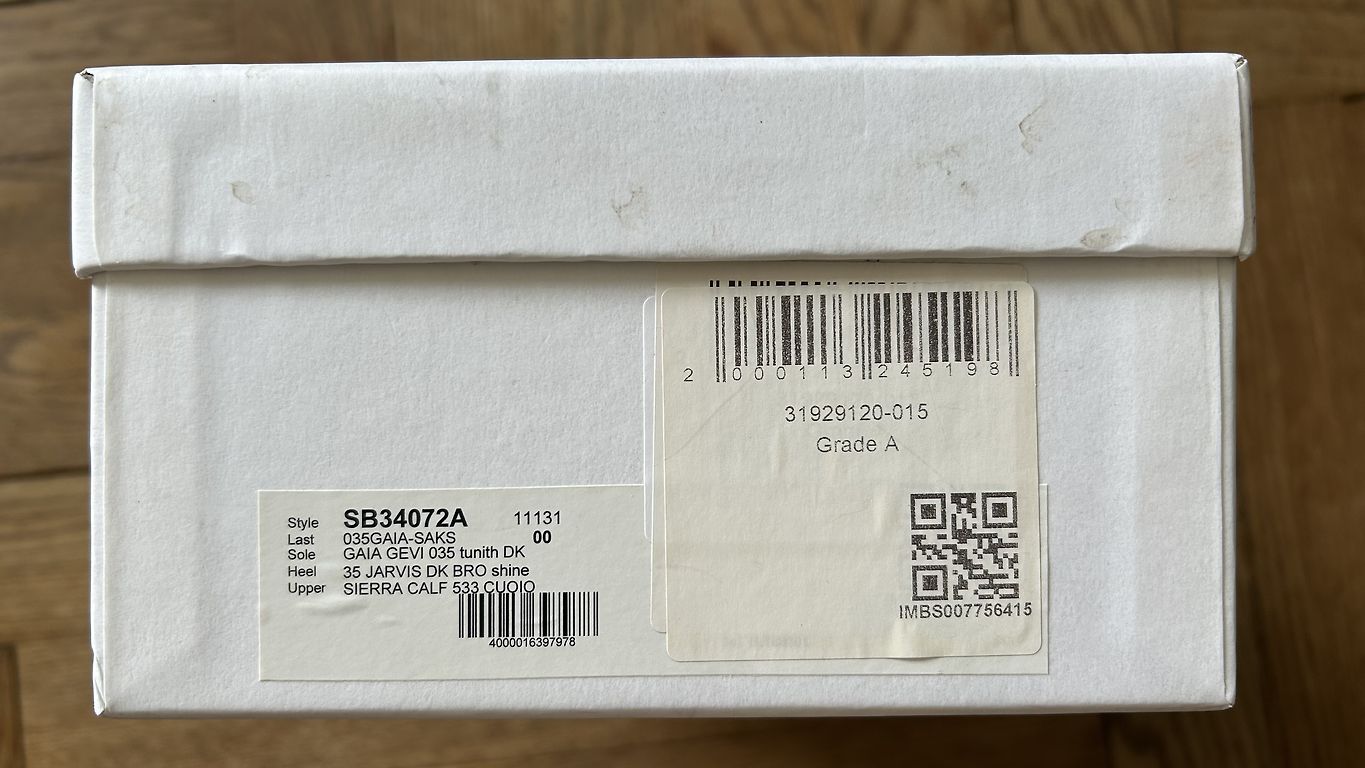 2 000113 245198
31929120-015
Grade A
IMBS007756415
Style SB34072A 11131
Last 035GAIA-SAKS 00
Sole GAIA GEVI 035 tunith DK
Heel 35 JARVIS DK BRO shine
Upper SIERRA CALF 533 CUOIO
4000016397978